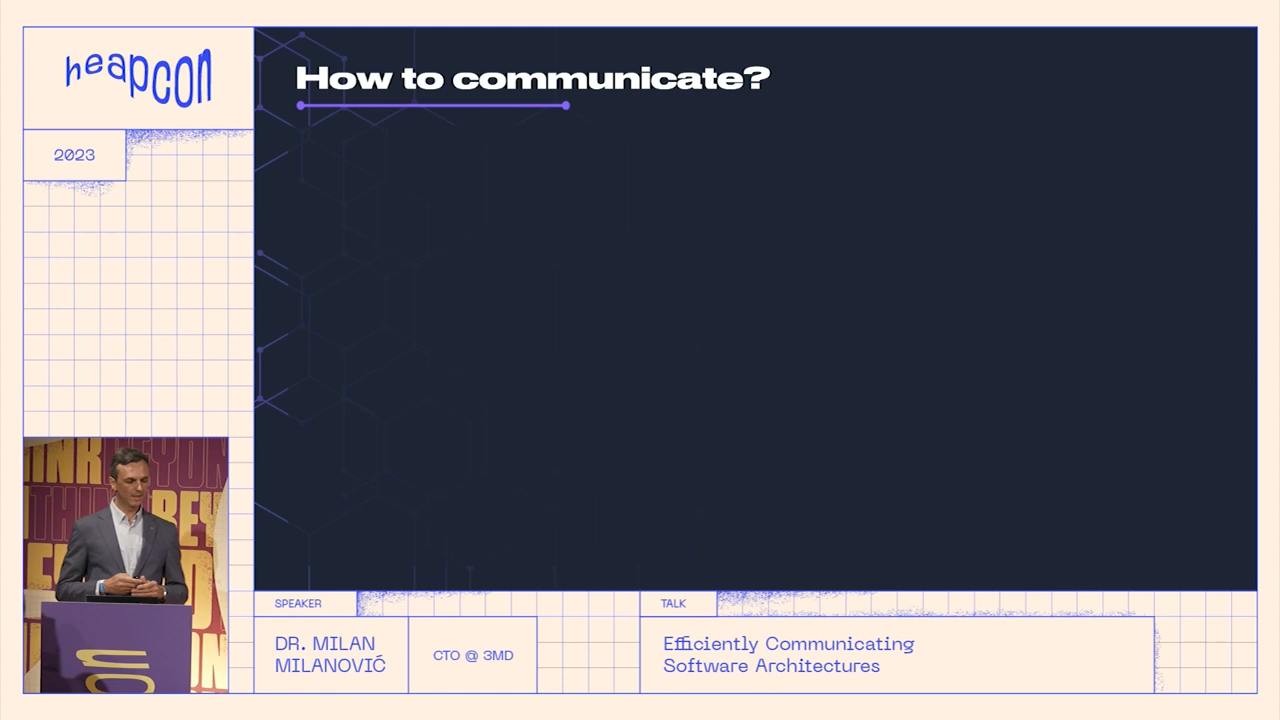 heapcon
2023
How to communicate?
SPEAKER
DR. MILAN
MILANOVIĆ
CTO @ 3MD
TALK
Efficiently Communicating
Software Architectures